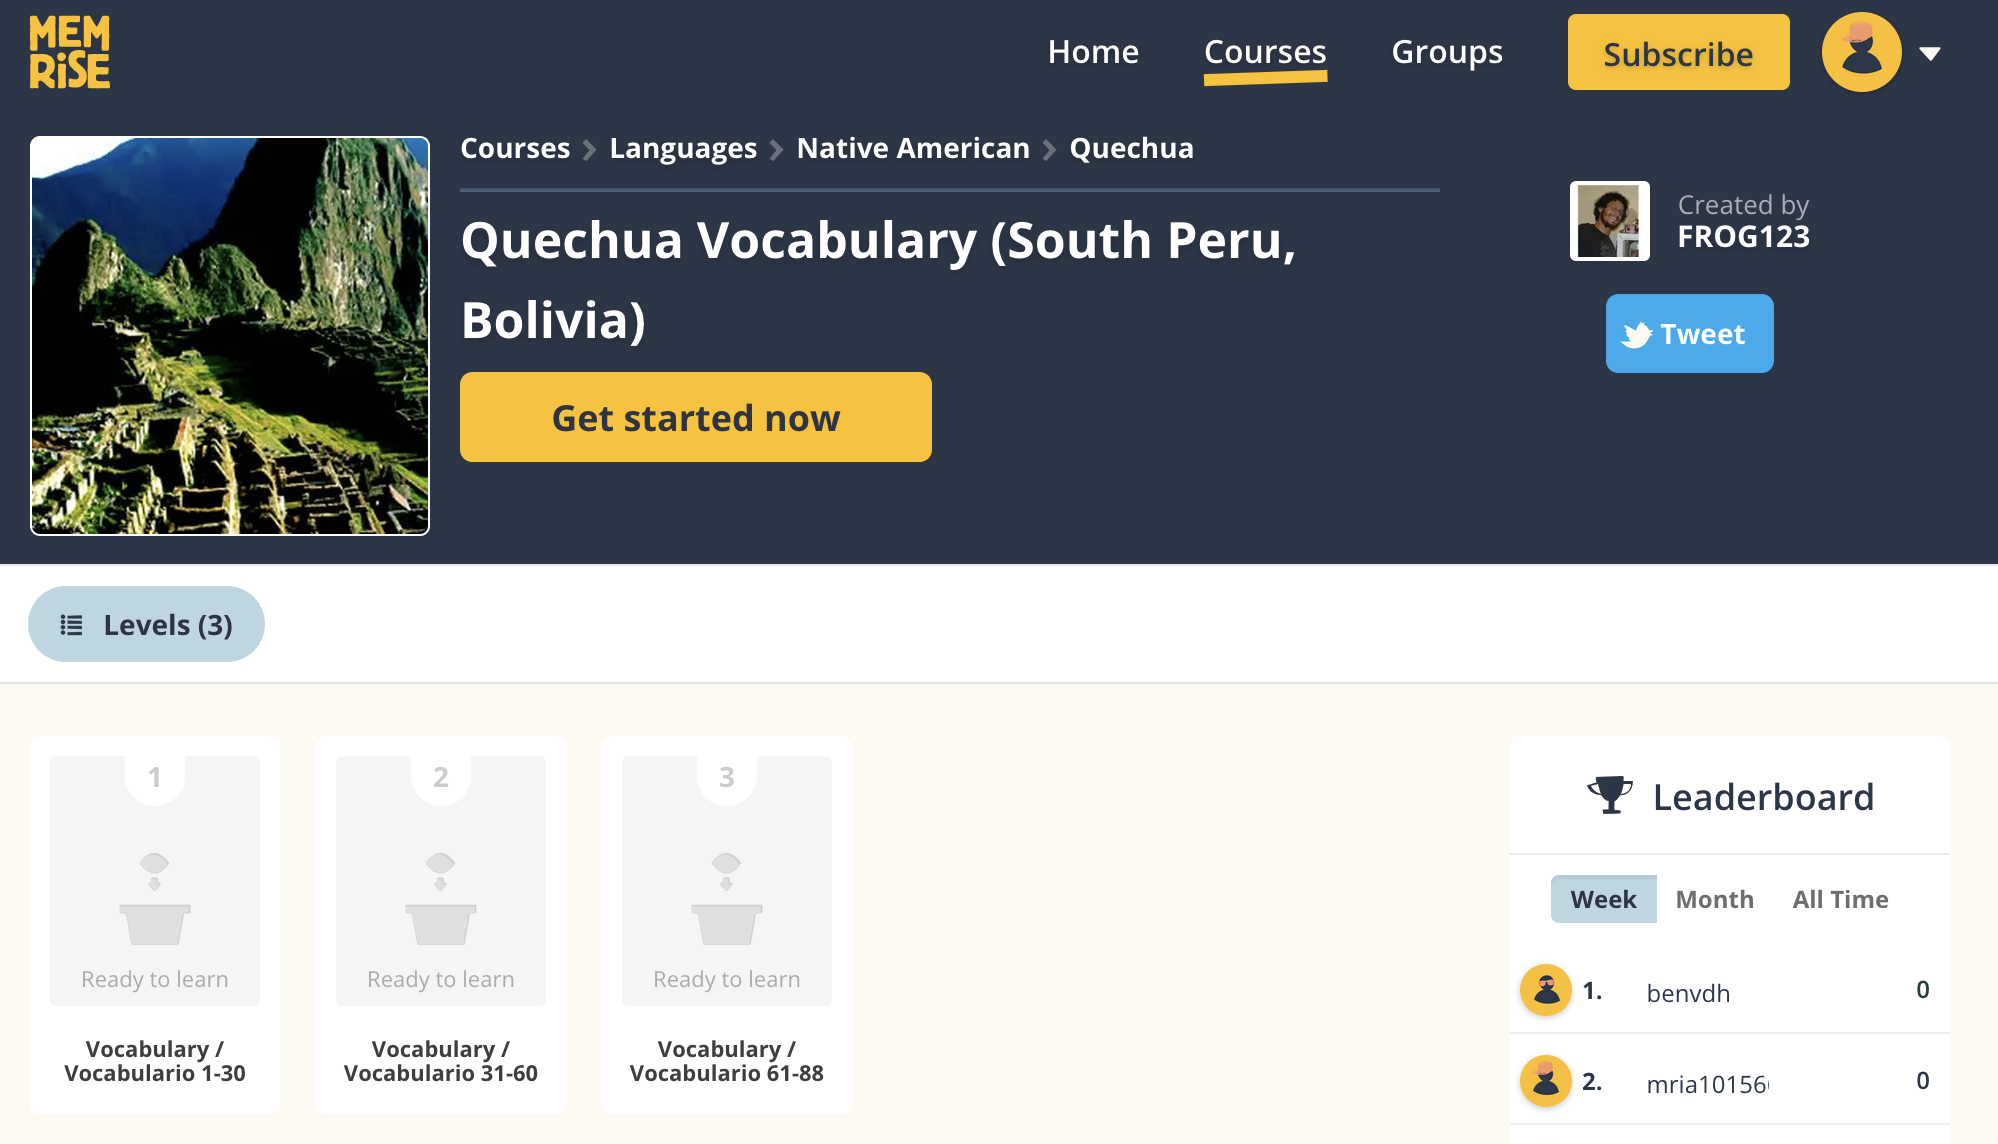 MEM
RiSE
Home
Courses
Groups
Subscribe
Courses
Languages
Native American
Quechua
Quechua Vocabulary (South Peru,
Bolivia)
Get started now
Created by
FROG123
Tweet
Levels (3)
1
Ready to learn
Vocabulary /
Vocabulario 1-30
2
Ready to learn
Vocabulary /
Vocabulario 31-60
3
Ready to learn
Vocabulary /
Vocabulario 61-88
Leaderboard
Week
Month
All Time
1. benvdh 0
2. mria10156 0